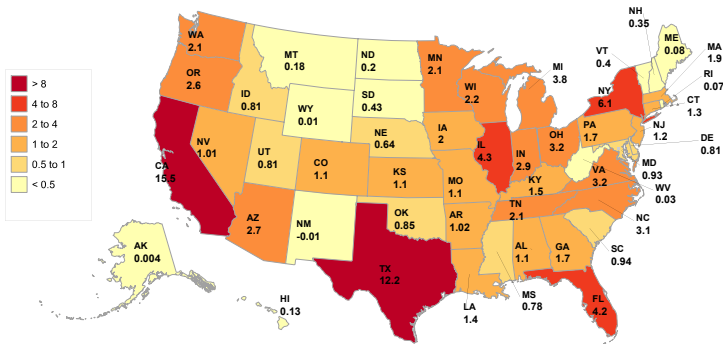 > 8
4 to 8
2 to 4
1 to 2
0.5 to 1
< 0.5
WA
2.1
OR
2.6
CA
15.5
NV
1.01
ID
0.81
MT
0.18
WY
0.01
UT
0.81
CO
1.1
AZ
2.7
NM
-0.01
ND
0.2
SD
0.43
NE
0.64
KS
1.1
OK
0.85
TX
12.2
MN
2.1
IA
2
MO
1.1
AR
1.02
LA
1.4
WI
2.2
IL
4.3
MI
3.8
IN
2.9
OH
3.2
KY
1.5
TN
2.1
MS
0.78
AL
1.1
GA
1.7
FL
4.2
SC
0.94
NC
3.1
VA
3.2
WV
0.03
MD
0.93
DE
0.81
PA
1.7
NJ
1.2
NY
6.1
CT
1.3
RI
0.07
MA
1.9
VT
0.4
NH
0.35
ME
0.08
AK
0.004
HI
0.13